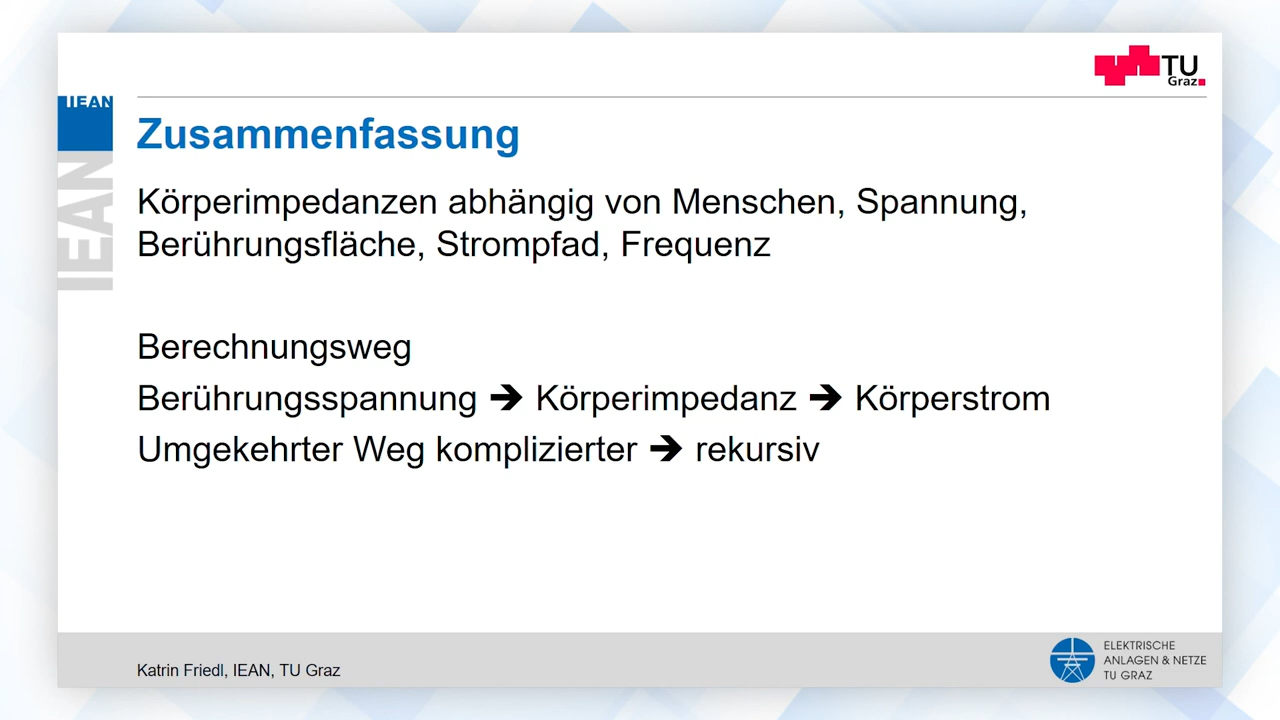 TU
Graz
IEAN
IEAN
Zusammenfassung
Körperimpedanzen abhängig von Menschen, Spannung,
Berührungsfläche, Strompfad, Frequenz
Berechnungsweg
Berührungsspannung ➔ Körperimpedanz ➔ Körperstrom
Umgekehrter Weg komplizierter ➔ rekursiv
Katrin Friedl, IEAN, TU Graz
ELEKTRISCHE
ANLAGEN & NETZE
TU GRAZ